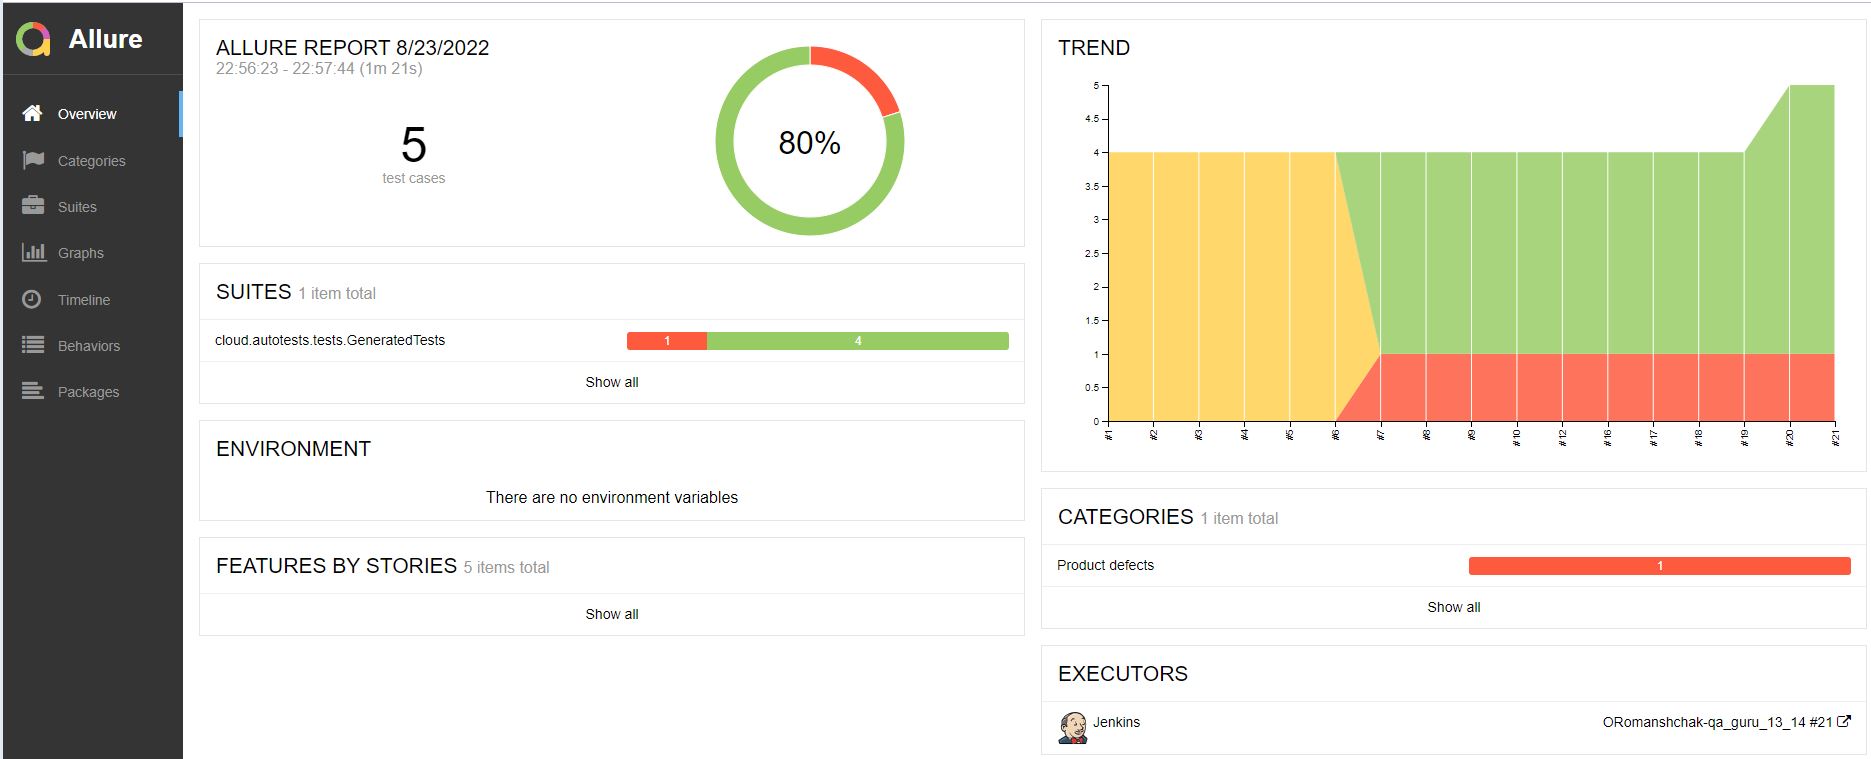 Allure
Overview
Categories
Suites
Graphs
Timeline
Behaviors
Packages
ALLURE REPORT 8/23/2022
22:56:23 - 22:57:44 (1m 21s)
5
test cases
80%
SUITES 1 item total
cloud.autotests.tests.GeneratedTests
1 4
Show all
ENVIRONMENT
There are no environment variables
FEATURES BY STORIES 5 items total
Show all
TREND
5
4.5
4
3.5
3
2.5
2
1.5
1
0.5
0
#1 #2 #3 #4 #5 #6 #7 #8 #9 #10 #12 #16 #17 #18 #19 #20 #21
CATEGORIES 1 item total
Product defects 1
Show all
EXECUTORS
Jenkins ORomanshchak-qa_guru_13_14 #21